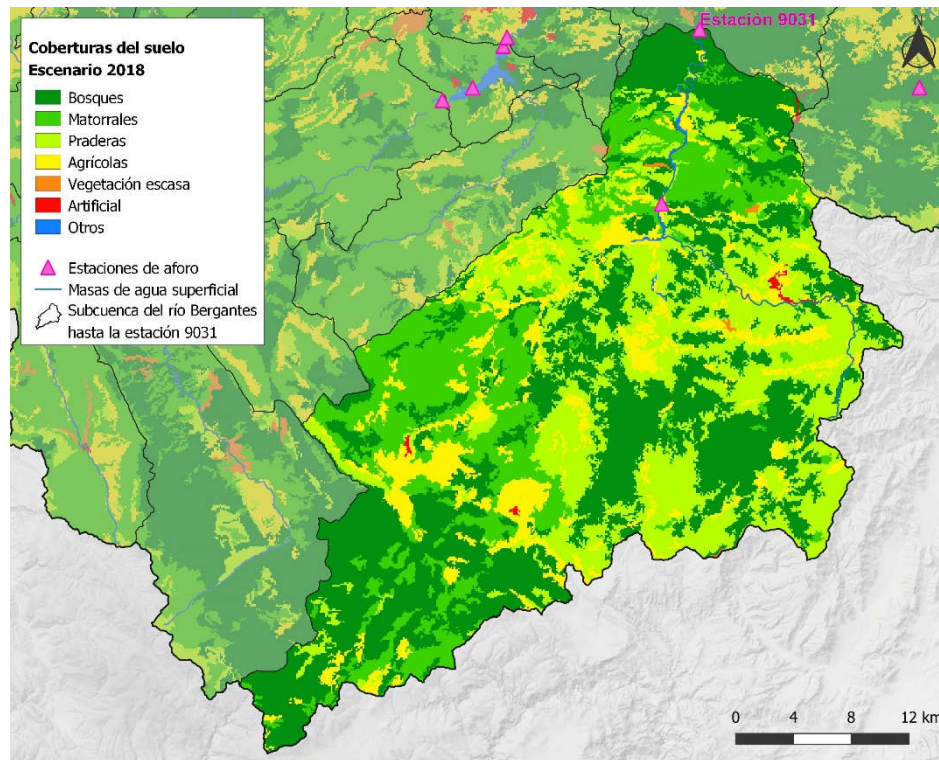 Estación 9031
N
Coberturas del suelo
Escenario 2018
Bosques
Matorrales
Praderas
Agrícolas
Vegetación escasa
Artificial
Otros
Estaciones de aforo
Masas de agua superficial
Subcuenca del río Bergantes
hasta la estación 9031
0 4 8 12 km